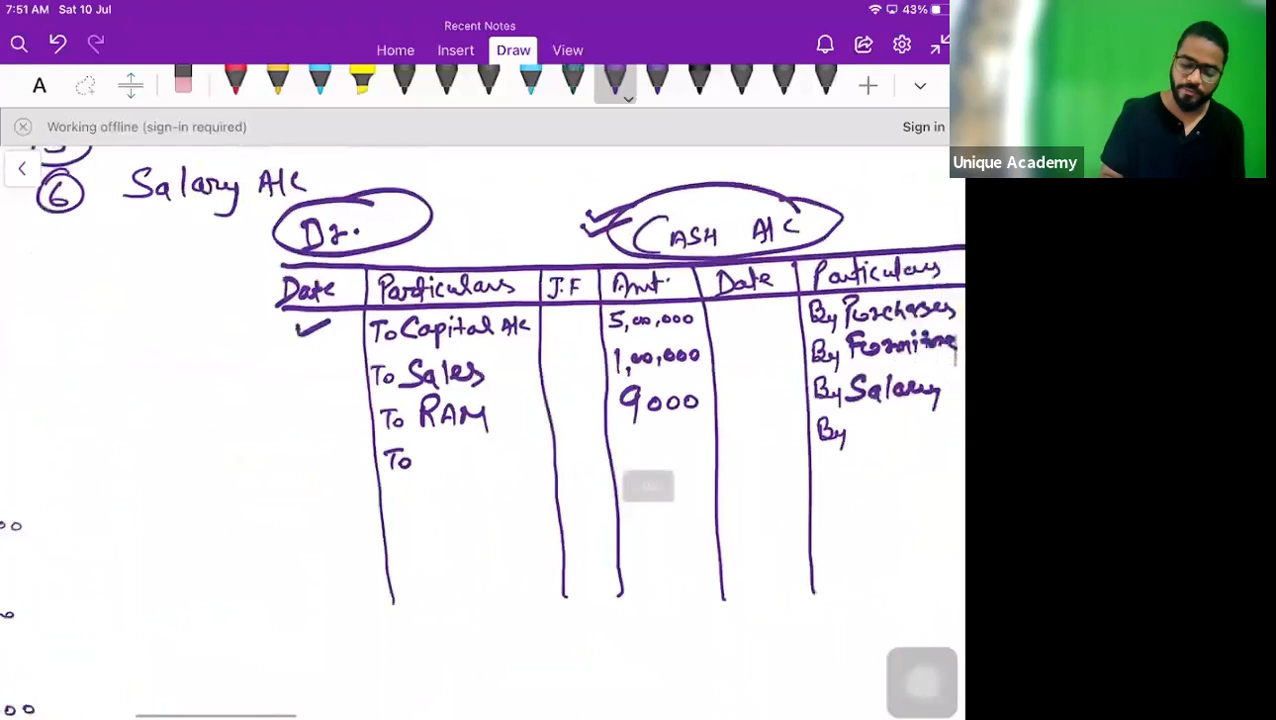 7:51 AM Sat 10 Jul
43%
Recent Notes
Home Insert Draw View
A
Working offline (sign-in required)
Sign in
Unique Academy
6 Salary A/c
Dr.
CASH A/C
Date Particulars J.F Amt. Date Particulars
To Capital A/c 5,00,000 By Purchases
To Sales 1,00,000 By Furniture
To RAM 9000 By Salary
To By
00
00